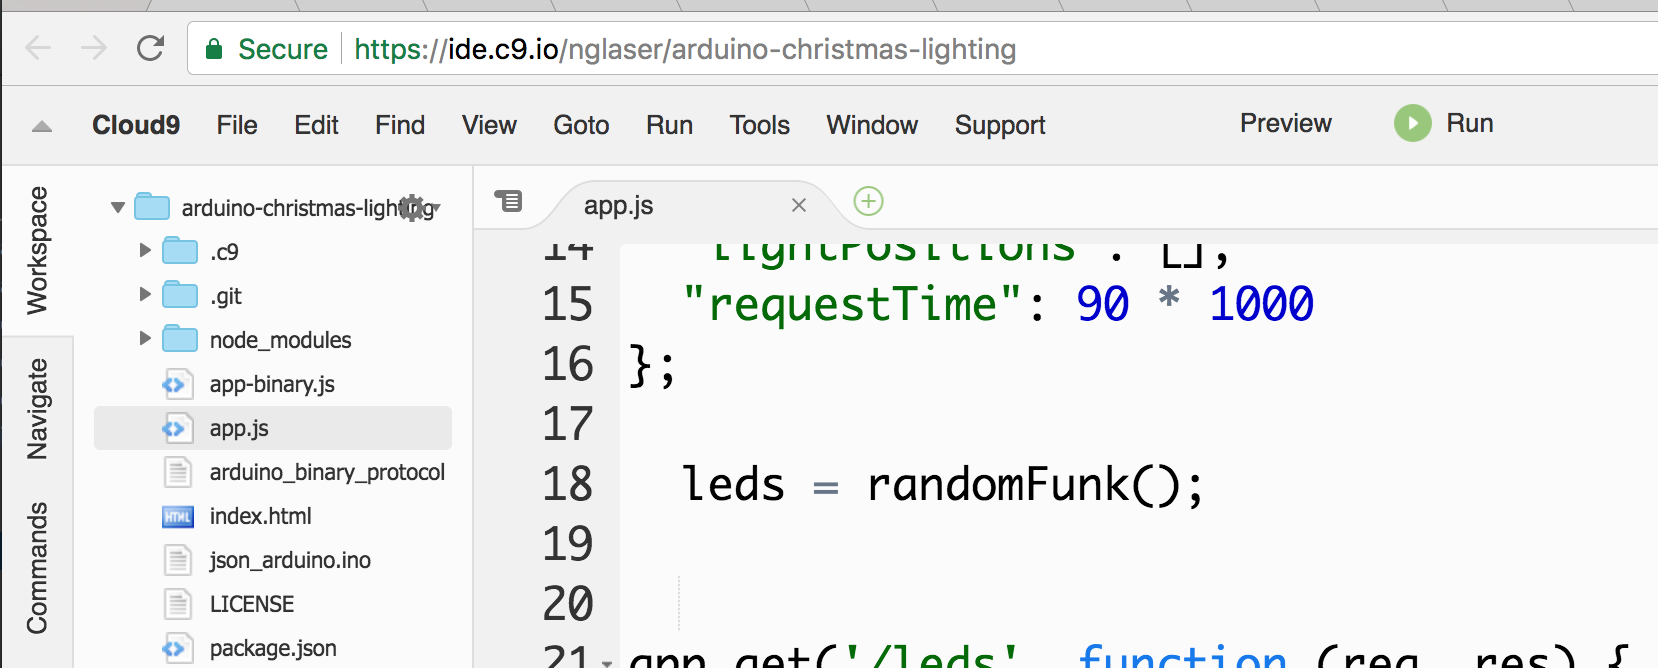 Secure https://ide.c9.io/nglaser/arduino-christmas-lighting
Cloud9 File Edit Find View Goto Run Tools Window Support Preview Run
Workspace
Navigate
Commands
arduino-christmas-lighting
.c9
.git
node_modules
app-binary.js
app.js
arduino_binary_protocol
index.html
json_arduino.ino
LICENSE
package.json
app.js
14 "lightPositions": [],
15 "requestTime": 90 * 1000
16 };
17
18 leds = randomFunk();
19
20
21 app.get('/leds', function (req, res) {